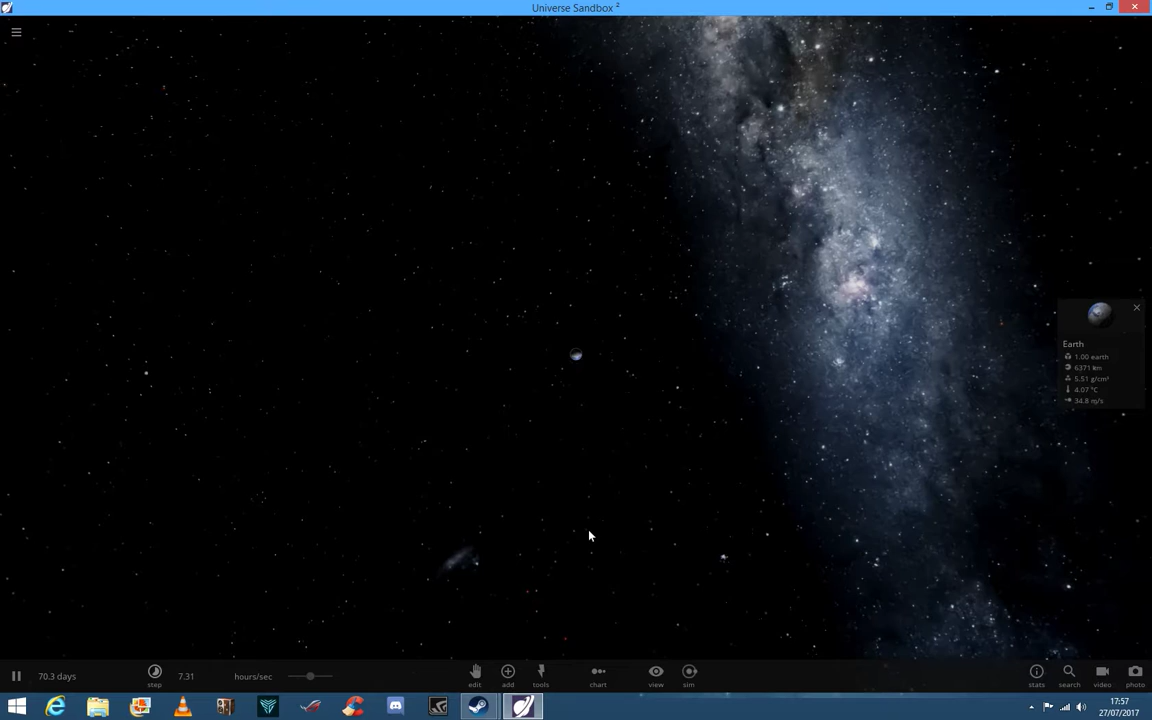 Universe Sandbox ²
Earth
1.00 earth
6371 km
5.51 g/cm³
4.07 °C
34.8 m/s
70.3 days
step
7.31
hours/sec
edit
add
tools
chart
view
sim
stats
search
video
photo
17:57
27/07/2017